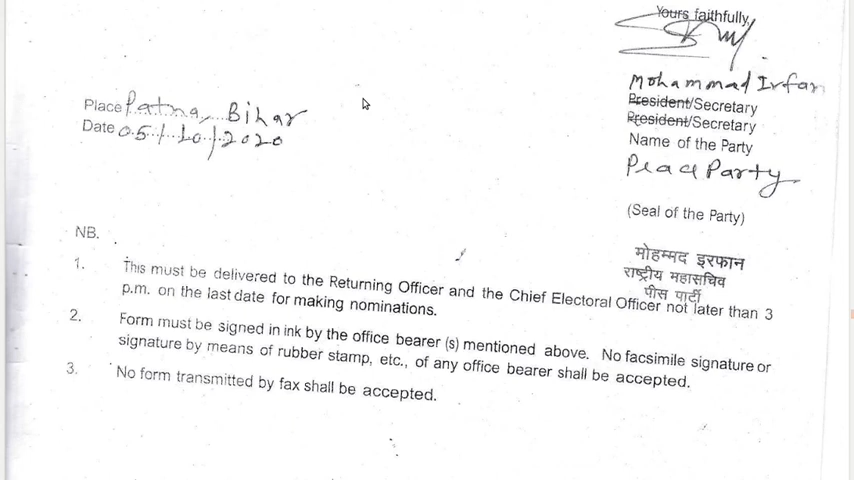 Yours faithfully,
Mohammad Irfan
President/Secretary
President/Secretary
Name of the Party
Peace Party
(Seal of the Party)
मोहम्मद इरफान
राष्ट्रीय महासचिव
पीस पार्टी
Place Patna, Bihar
Date 05/10/2020
NB.
1. This must be delivered to the Returning Officer and the Chief Electoral Officer not later than 3
p.m. on the last date for making nominations.
2. Form must be signed in ink by the office bearer (s) mentioned above. No facsimile signature or
signature by means of rubber stamp, etc., of any office bearer shall be accepted.
3. No form transmitted by fax shall be accepted.